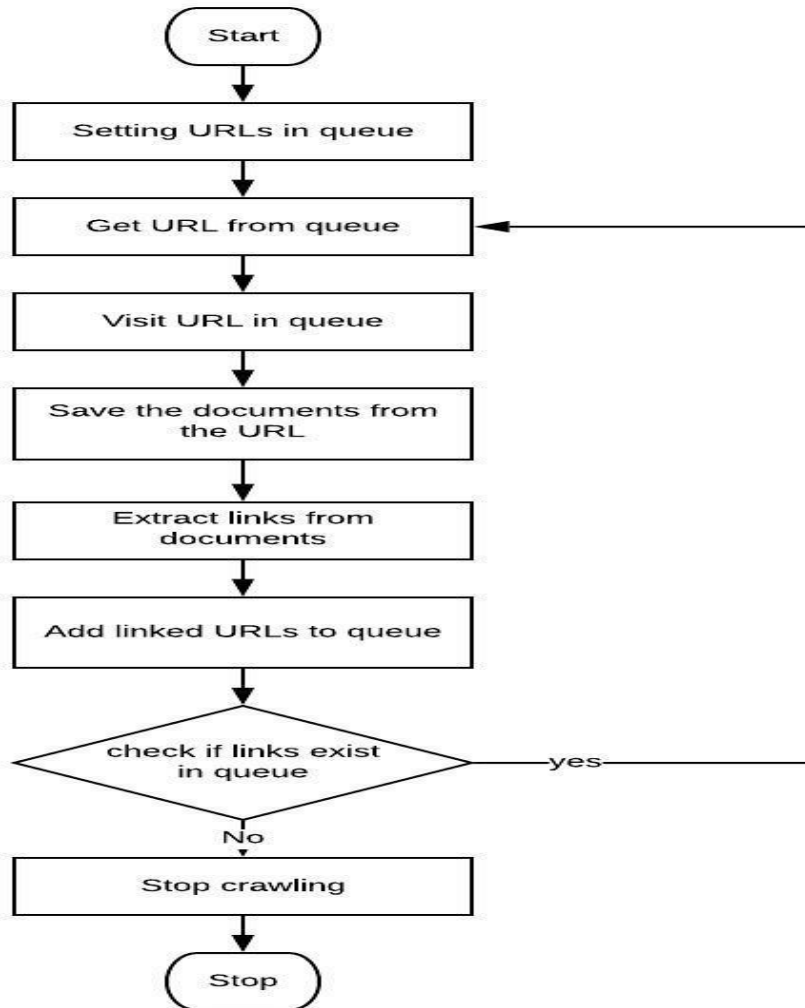 Start
Setting URLs in queue
Get URL from queue
Visit URL in queue
Save the documents from
the URL
Extract links from
documents
Add linked URLs to queue
check if links exist
in queue
yes
No
Stop crawling
Stop